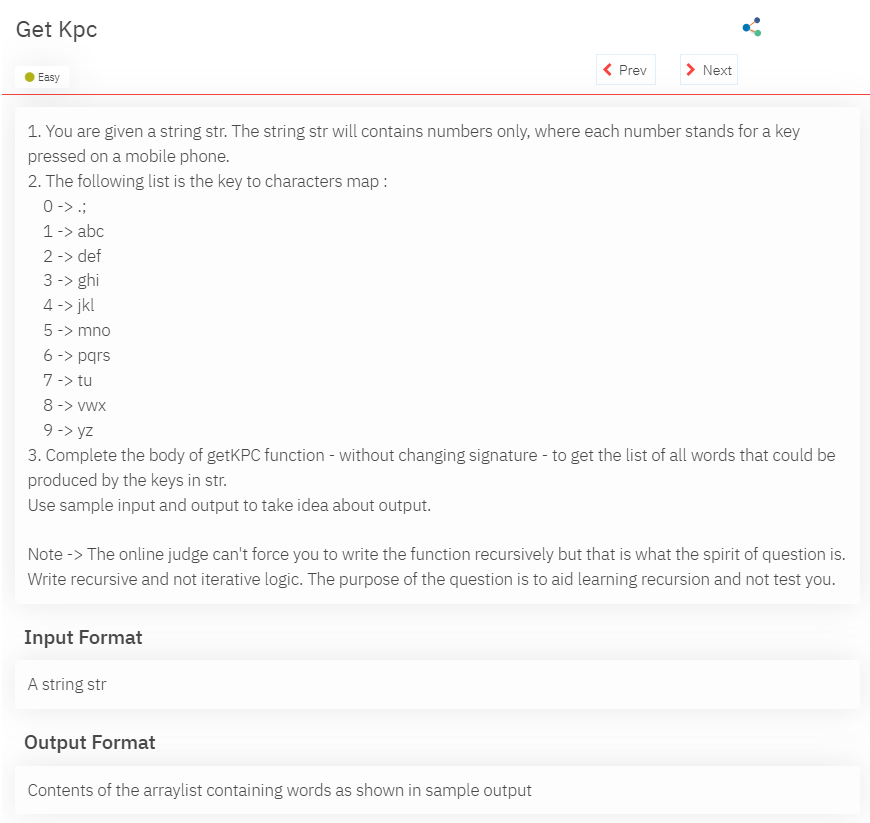 Get Kpc
Easy
Prev
Next
1. You are given a string str. The string str will contains numbers only, where each number stands for a key
pressed on a mobile phone.
2. The following list is the key to characters map :
0 -> .;
1 -> abc
2 -> def
3 -> ghi
4 -> jkl
5 -> mno
6 -> pqrs
7 -> tu
8 -> vwx
9 -> yz
3. Complete the body of getKPC function - without changing signature - to get the list of all words that could be
produced by the keys in str.
Use sample input and output to take idea about output.
Note -> The online judge can't force you to write the function recursively but that is what the spirit of question is.
Write recursive and not iterative logic. The purpose of the question is to aid learning recursion and not test you.
Input Format
A string str
Output Format
Contents of the arraylist containing words as shown in sample output